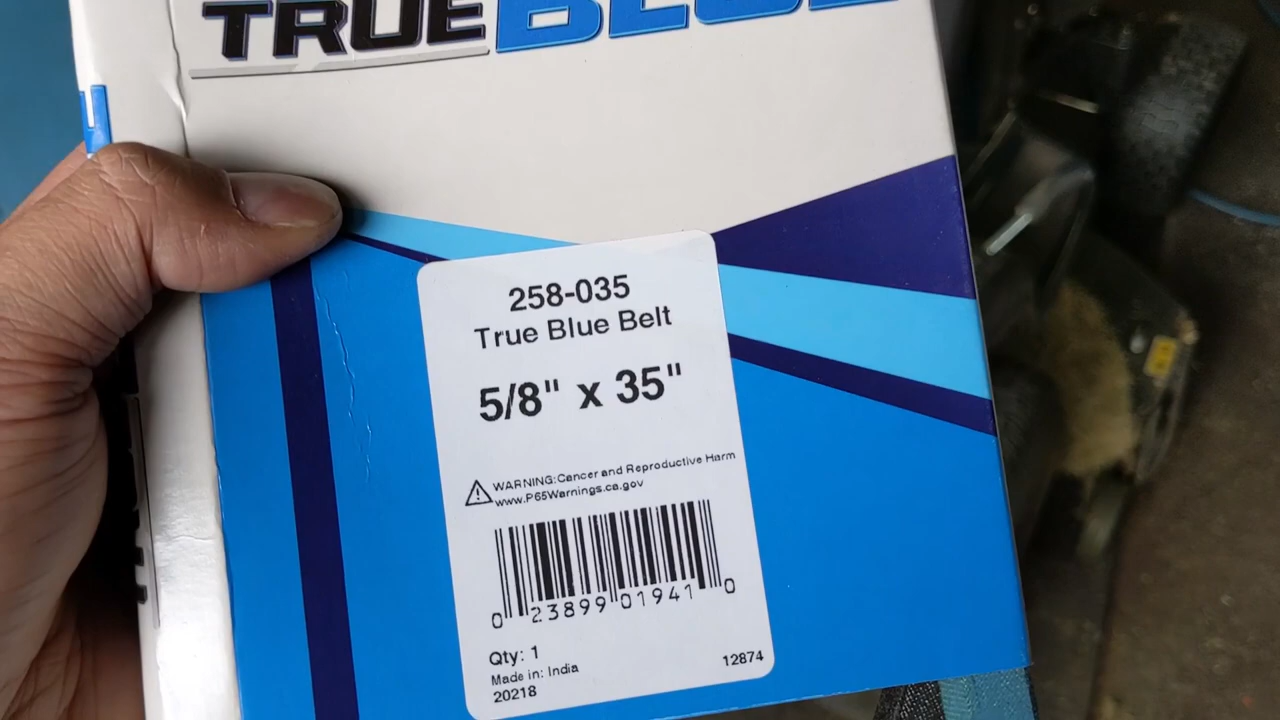 TRUE BLUE
258-035
True Blue Belt
5/8" x 35"
WARNING:Cancer and Reproductive Harm
www.P65Warnings.ca.gov
0 23899 01941 0
Qty: 1
Made in: India
20218
12874